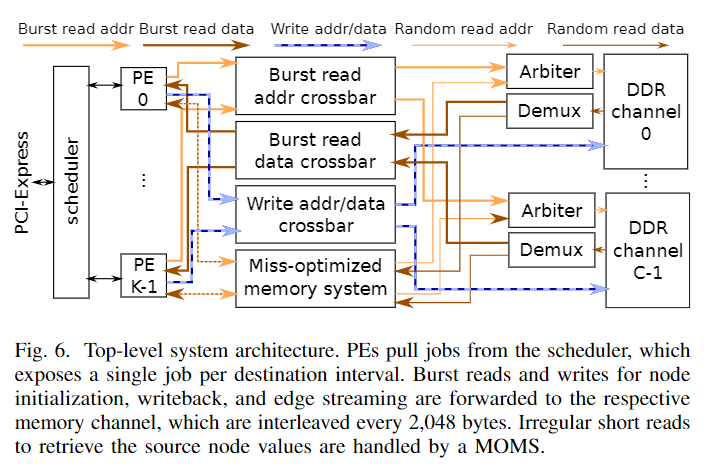 Burst read addr Burst read data Write addr/data Random read addr Random read data
PCI-Express
scheduler
PE
0
⋮
PE
K-1
Burst read
addr crossbar
Burst read
data crossbar
Write addr/data
crossbar
Miss-optimized
memory system
Arbiter
Demux
Arbiter
Demux
DDR
channel
0
⋮
DDR
channel
C-1
Fig. 6. Top-level system architecture. PEs pull jobs from the scheduler, which
exposes a single job per destination interval. Burst reads and writes for node
initialization, writeback, and edge streaming are forwarded to the respective
memory channel, which are interleaved every 2,048 bytes. Irregular short reads
to retrieve the source node values are handled by a MOMS.